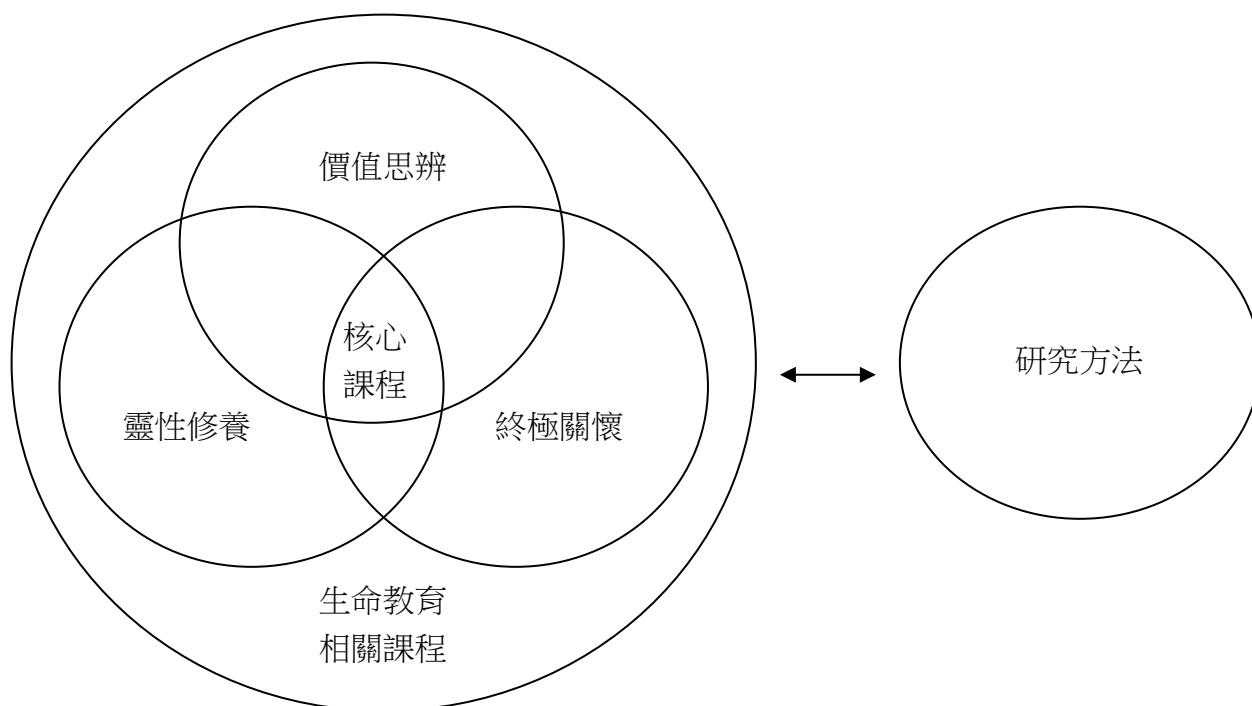 價值思辨
核心
課程
研究方法
靈性修養
終極關懷
生命教育
相關課程